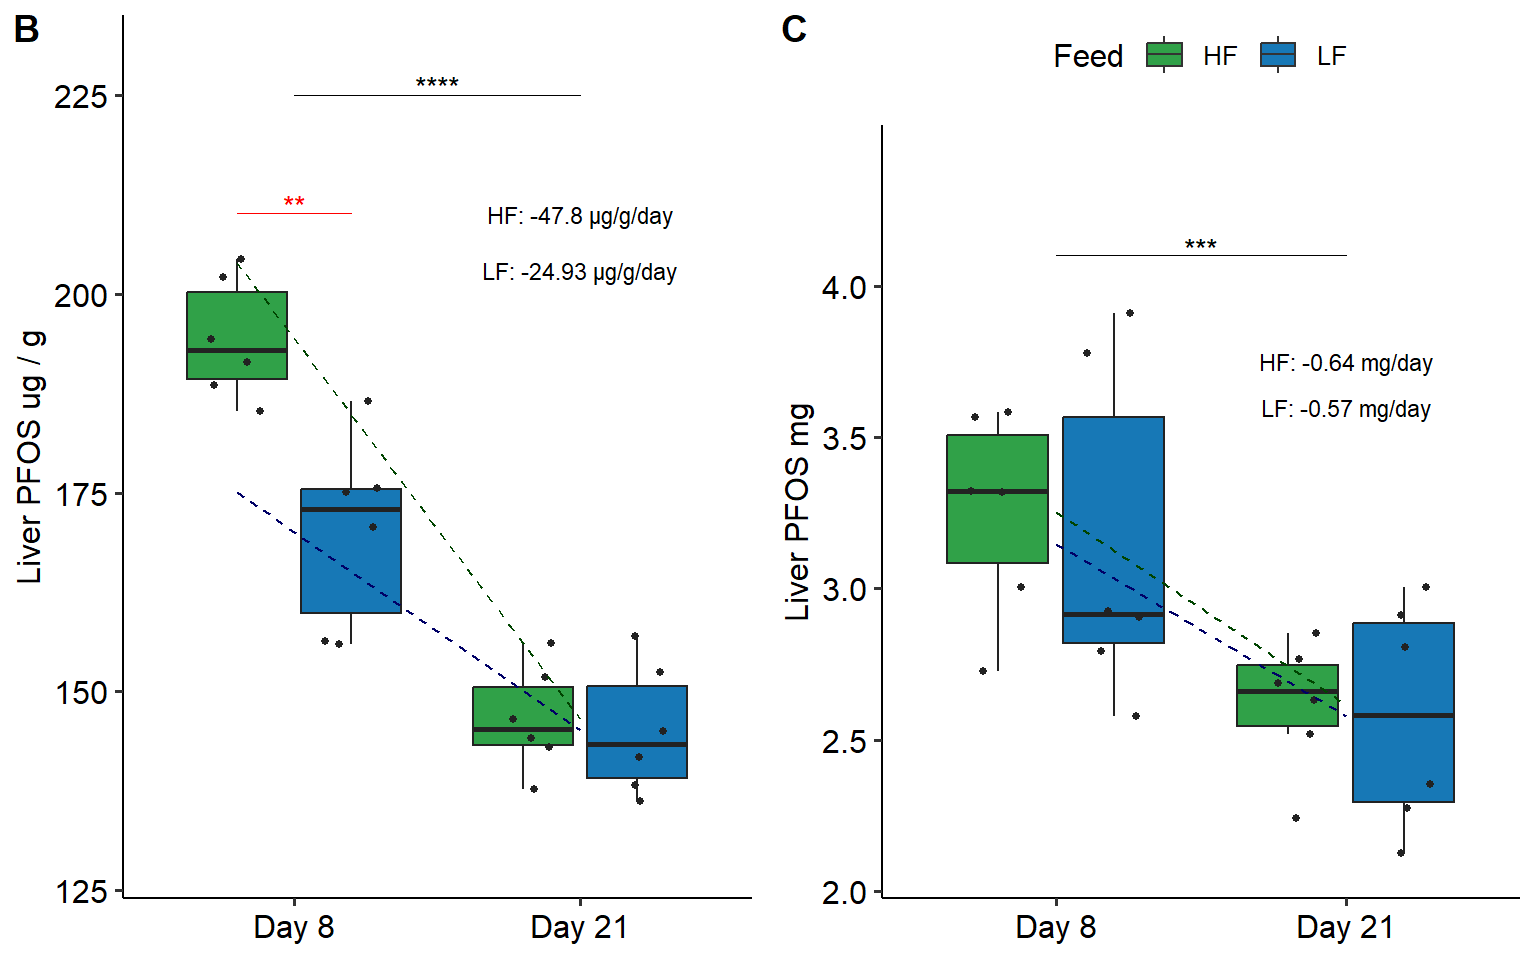 B
225
200
175
150
125
Liver PFOS ug / g
****
**
HF: -47.8 µg/g/day
LF: -24.93 µg/g/day
Day 8
Day 21
C
Feed
HF
LF
4.0
3.5
3.0
2.5
2.0
Liver PFOS mg
***
HF: -0.64 mg/day
LF: -0.57 mg/day
Day 8
Day 21